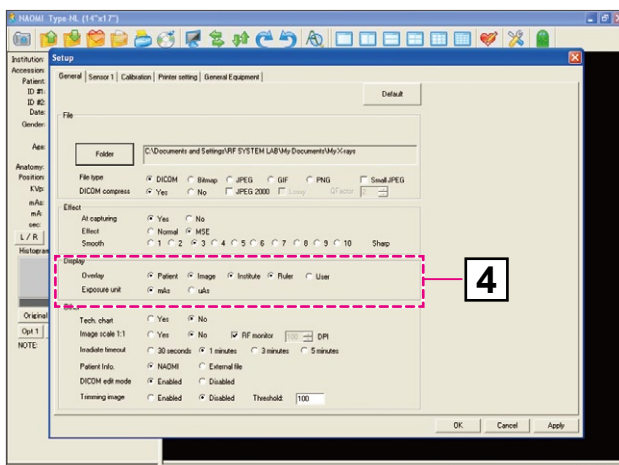 NAOMI Type-NL (14"x17")
Institution:
Accession:
Patient:
ID #1:
ID #2:
Date:
Gender:
Age:
Anatomy:
Position:
KVp:
mAs:
mA:
sec:
L / R
Histogram
Original
Opt 1
NOTE:
Setup
General Sensor 1 Calibration Printer setting General Equipment
Default
File
Folder C:\Documents and Settings\RF SYSTEM LAB\My Documents\My X-rays
File type DICOM Bitmap JPEG GIF PNG Small JPEG
DICOM compress Yes No JPEG 2000 Lossy QFactor 2
Effect
At capturing Yes No
Effect Normal MSE
Smooth 1 2 3 4 5 6 7 8 9 10 Sharp
Display
Overlay Patient Image Institute Ruler User
Exposure unit mAs uAs
4
Other
Tech. chart Yes No
Image scale 1:1 Yes No RF monitor 100 DPI
Irradiate timeout 30 seconds 1 minutes 3 minutes 5 minutes
Patient Info. NAOMI External file
DICOM edit mode Enabled Disabled
Trimming image Enabled Disabled Threshold: 100
OK Cancel Apply